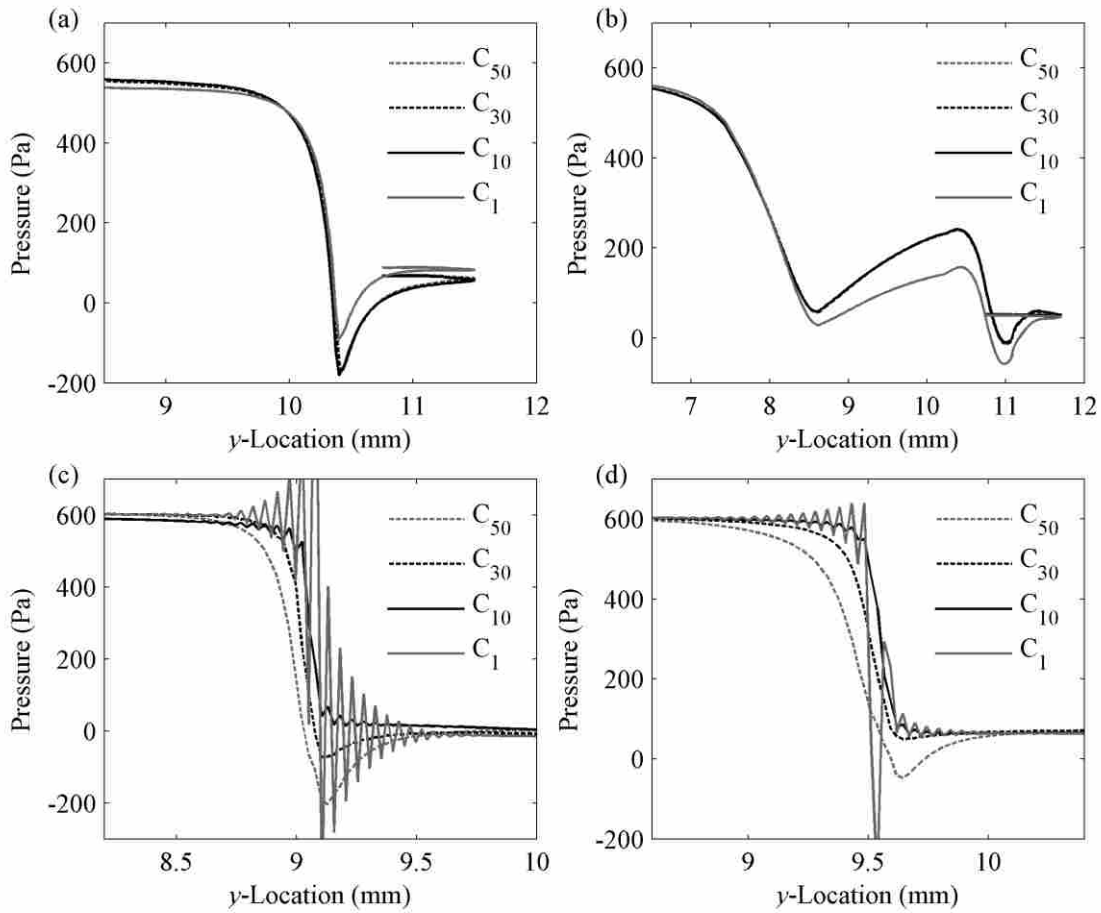 (a)
Pressure (Pa)
600
400
200
0
-200
9
10
11
12
y-Location (mm)
C50
C30
C10
C1
(b)
Pressure (Pa)
600
400
200
0
7
8
9
10
11
12
y-Location (mm)
C50
C30
C10
C1
(c)
Pressure (Pa)
600
400
200
0
-200
8.5
9
9.5
10
y-Location (mm)
C50
C30
C10
C1
(d)
Pressure (Pa)
600
400
200
0
-200
9
9.5
10
y-Location (mm)
C50
C30
C10
C1